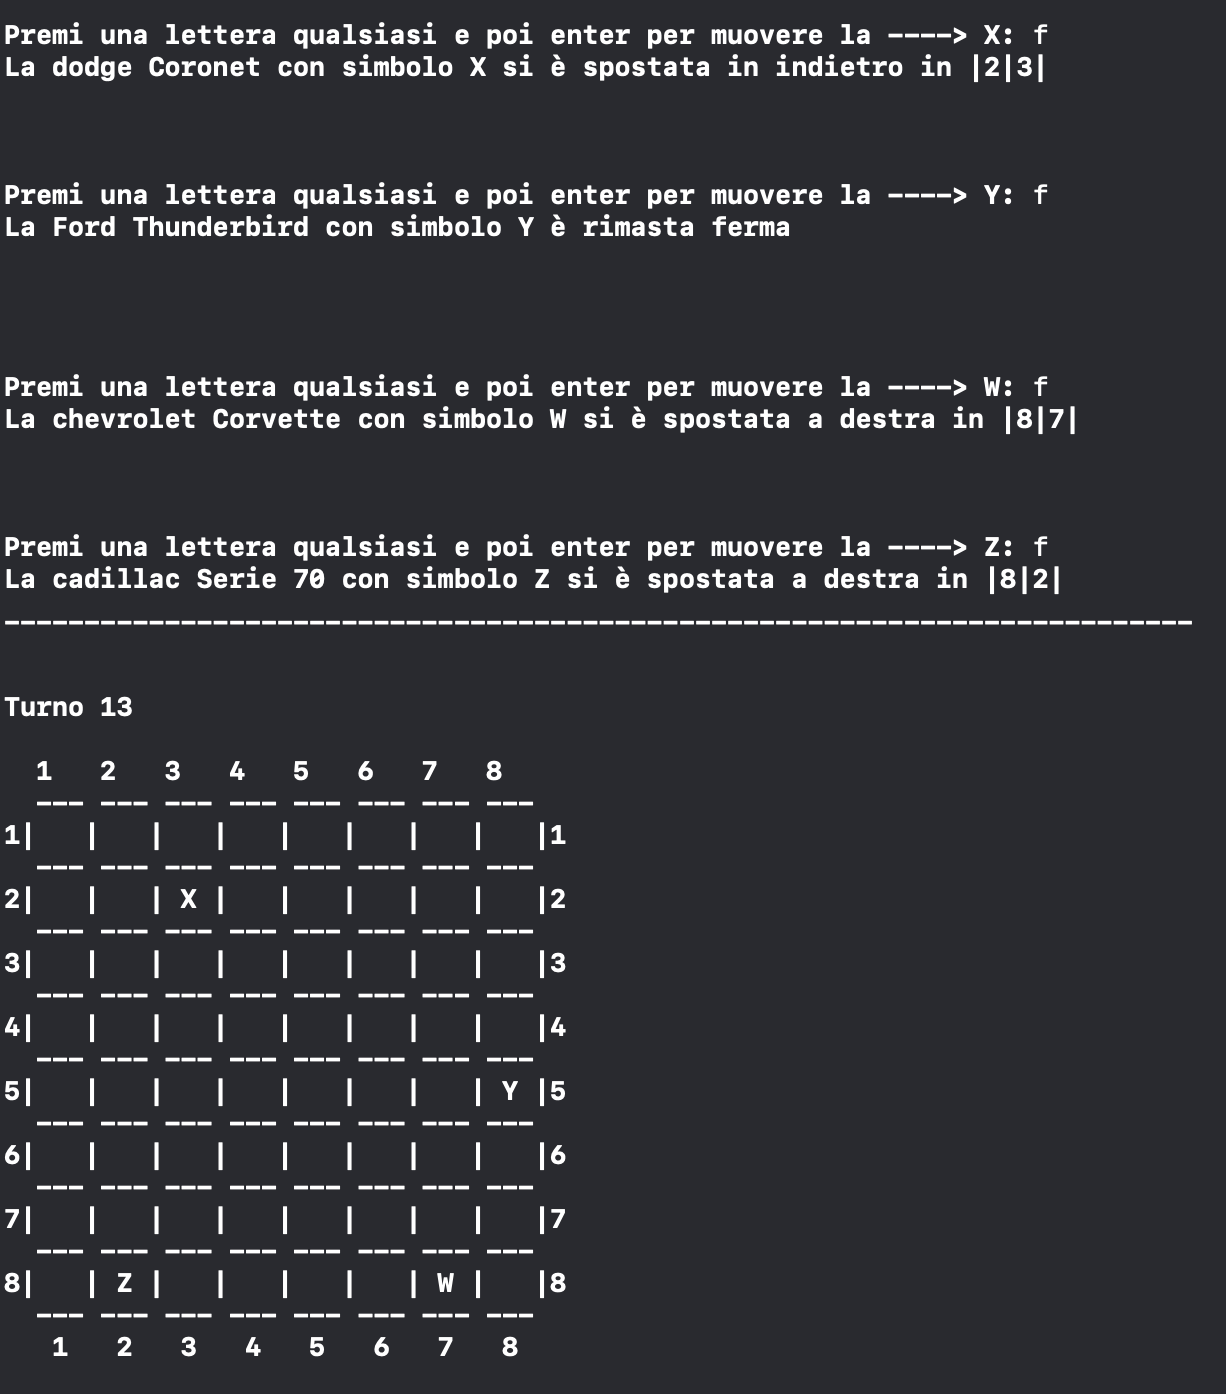 Premi una lettera qualsiasi e poi enter per muovere la ----> X: f
La dodge Coronet con simbolo X si è spostata in indietro in |2|3|
Premi una lettera qualsiasi e poi enter per muovere la ----> Y: f
La Ford Thunderbird con simbolo Y è rimasta ferma
Premi una lettera qualsiasi e poi enter per muovere la ----> W: f
La chevrolet Corvette con simbolo W si è spostata a destra in |8|7|
Premi una lettera qualsiasi e poi enter per muovere la ----> Z: f
La cadillac Serie 70 con simbolo Z si è spostata a destra in |8|2|
--------------------------------------------------------------------------
Turno 13
  1   2   3   4   5   6   7   8
  --- --- --- --- --- --- --- ---
1|   |   |   |   |   |   |   |   |1
  --- --- --- --- --- --- --- ---
2|   |   | X |   |   |   |   |   |2
  --- --- --- --- --- --- --- ---
3|   |   |   |   |   |   |   |   |3
  --- --- --- --- --- --- --- ---
4|   |   |   |   |   |   |   |   |4
  --- --- --- --- --- --- --- ---
5|   |   |   |   |   |   |   | Y |5
  --- --- --- --- --- --- --- ---
6|   |   |   |   |   |   |   |   |6
  --- --- --- --- --- --- --- ---
7|   |   |   |   |   |   |   |   |7
  --- --- --- --- --- --- --- ---
8|   | Z |   |   |   |   | W |   |8
  --- --- --- --- --- --- --- ---
   1   2   3   4   5   6   7   8